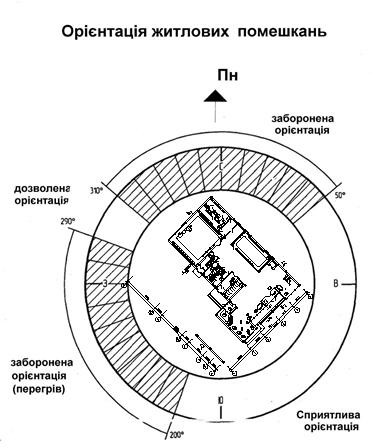 Орієнтація житлових помешкань
Пн
заборонена
орієнтація
дозволена
орієнтація
310°
50°
290°
С
З
В
заборонена
орієнтація
(перегрів)
Ю
200°
Сприятлива
орієнтація